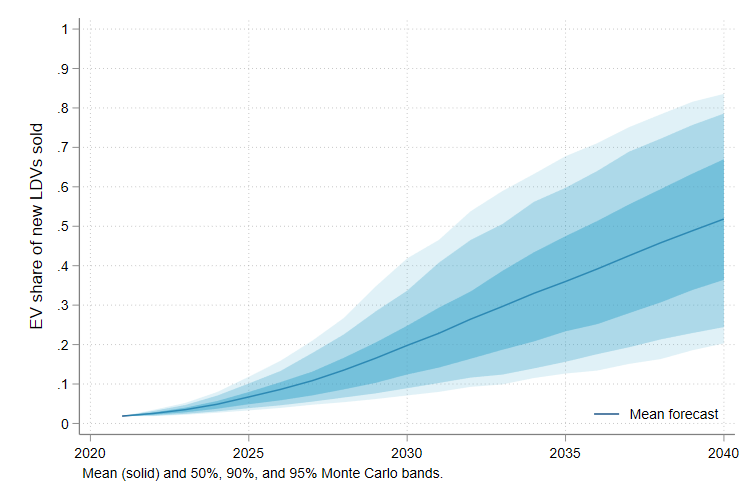 1
.9
.8
.7
.6
.5
.4
.3
.2
.1
0
EV share of new LDVs sold
Mean forecast
2020 2025 2030 2035 2040
Mean (solid) and 50%, 90%, and 95% Monte Carlo bands.